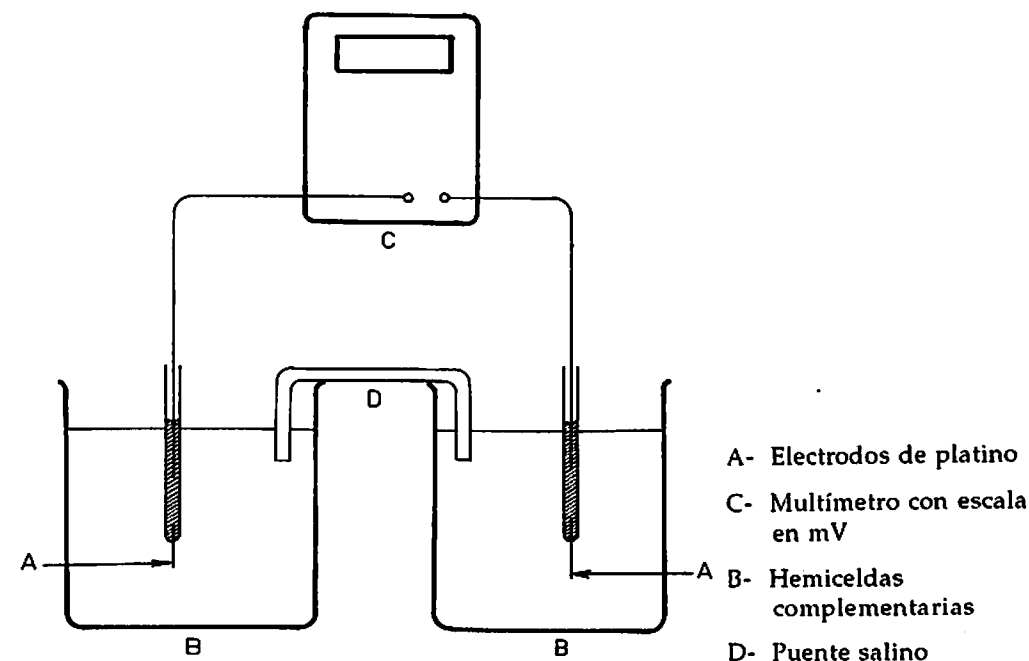 C
D
A
A
B
B
A- Electrodos de platino
C- Multímetro con escala
en mV
B- Hemiceldas
complementarias
D- Puente salino